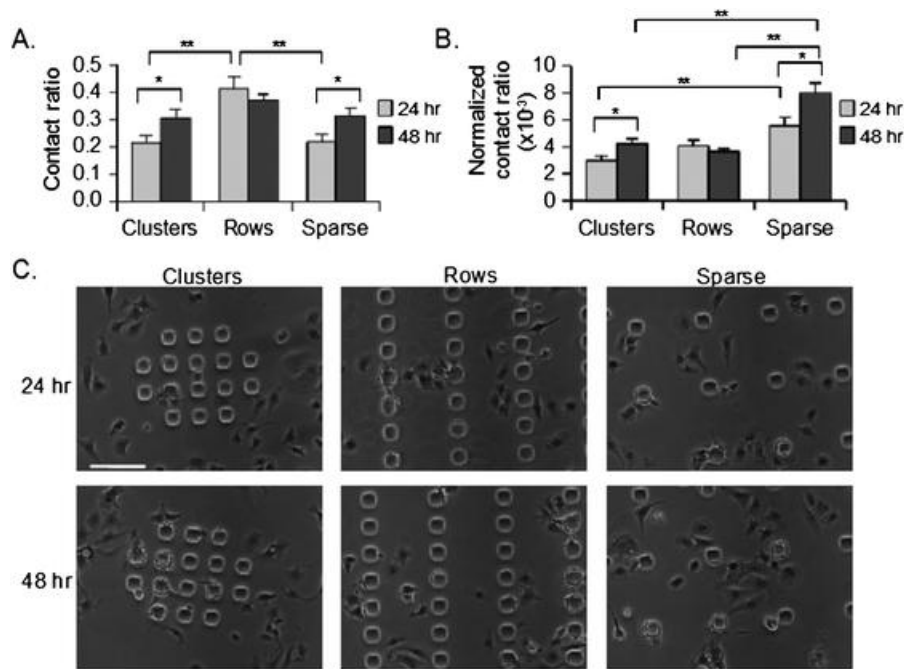 A.
Contact ratio
0.5
0.4
0.3
0.2
0.1
0.0
*
**
**
*
Clusters
Rows
Sparse
24 hr
48 hr
B.
Normalized
contact ratio
(x10⁻³)
10
8
6
4
2
0
*
**
**
**
*
Clusters
Rows
Sparse
24 hr
48 hr
C.
Clusters
Rows
Sparse
24 hr
48 hr